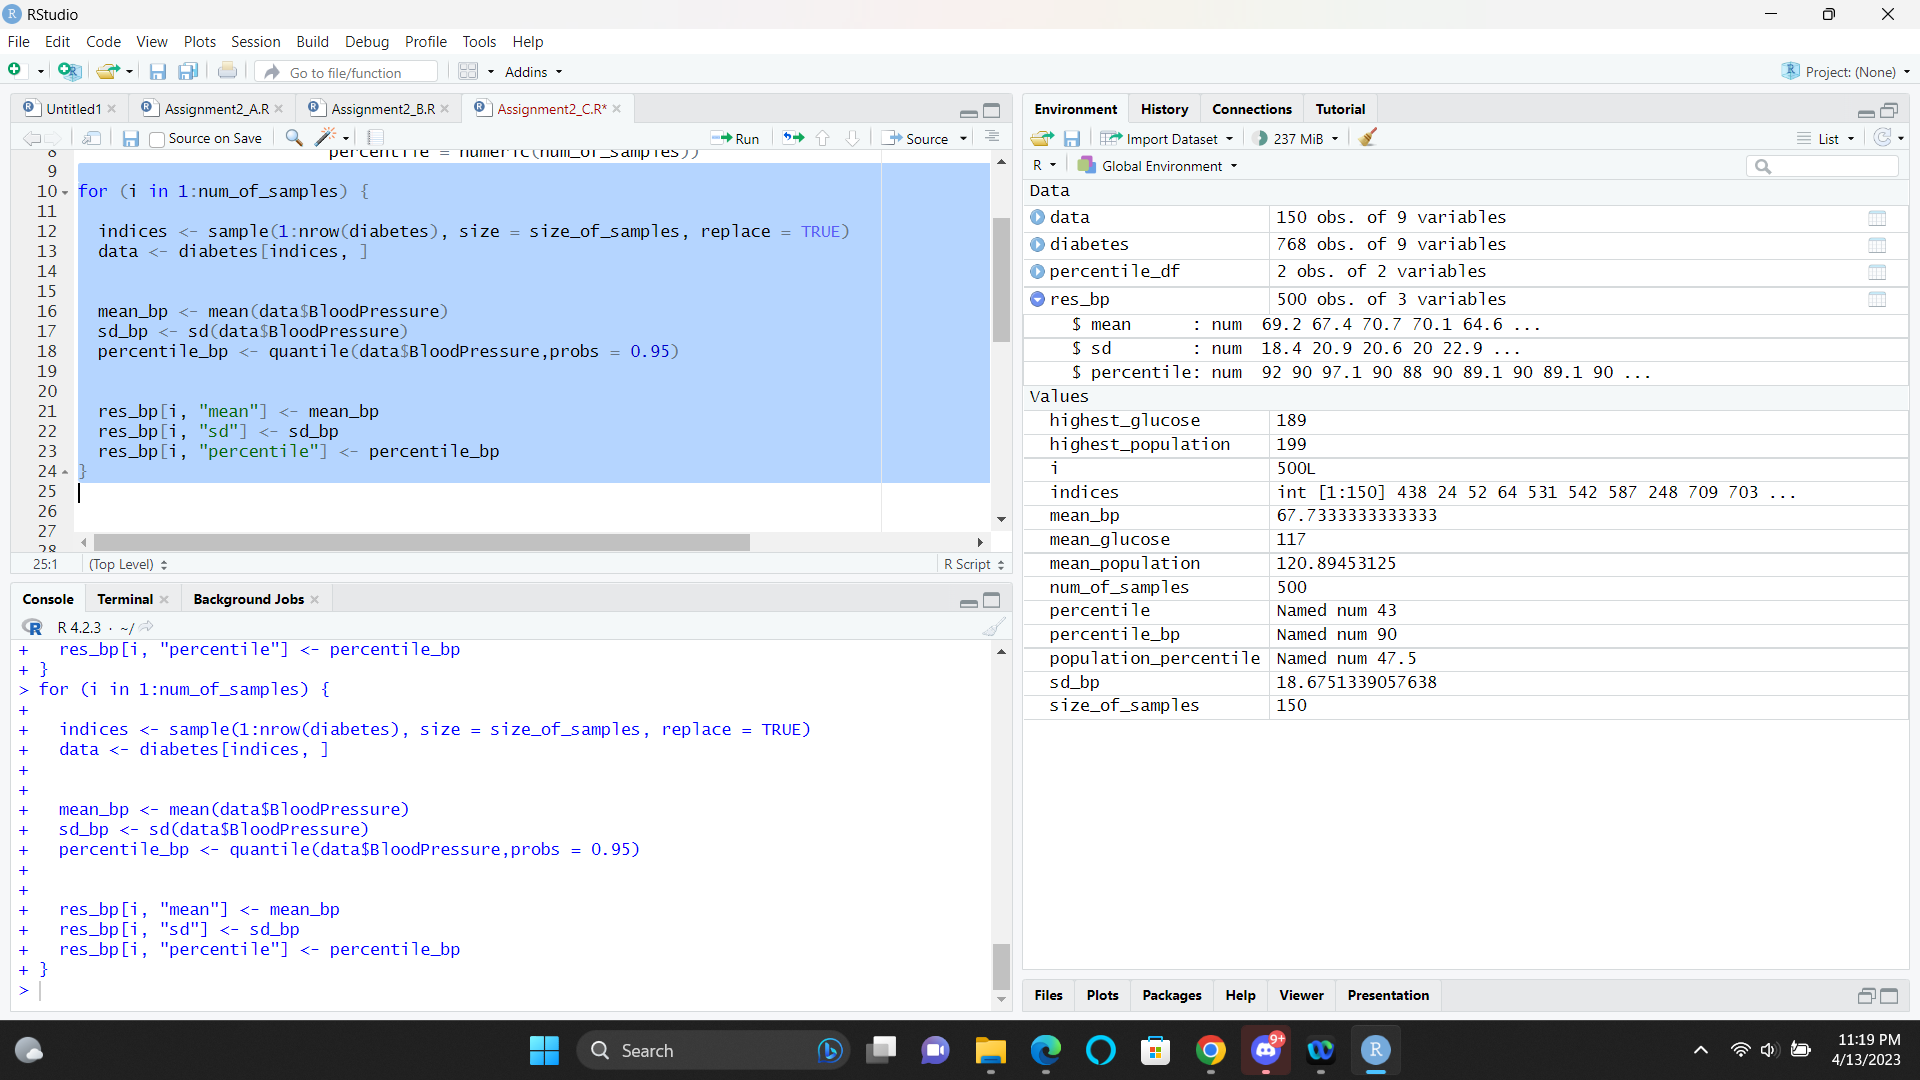 RStudio
File Edit Code View Plots Session Build Debug Profile Tools Help
Go to file/function Addins Project: (None)
Untitled1 Assignment2_A.R Assignment2_B.R Assignment2_C.R*
Source on Save Run Source
8 percentile = numeric(num_of_samples))
9
10 for (i in 1:num_of_samples) {
11
12 indices <- sample(1:nrow(diabetes), size = size_of_samples, replace = TRUE)
13 data <- diabetes[indices, ]
14
15
16 mean_bp <- mean(data$BloodPressure)
17 sd_bp <- sd(data$BloodPressure)
18 percentile_bp <- quantile(data$BloodPressure,probs = 0.95)
19
20
21 res_bp[i, "mean"] <- mean_bp
22 res_bp[i, "sd"] <- sd_bp
23 res_bp[i, "percentile"] <- percentile_bp
24 }
25
26
27
28
25:1 (Top Level) R Script
Console Terminal Background Jobs
R 4.2.3 · ~/
+ res_bp[i, "percentile"] <- percentile_bp
+ }
> for (i in 1:num_of_samples) {
+
+ indices <- sample(1:nrow(diabetes), size = size_of_samples, replace = TRUE)
+ data <- diabetes[indices, ]
+
+
+ mean_bp <- mean(data$BloodPressure)
+ sd_bp <- sd(data$BloodPressure)
+ percentile_bp <- quantile(data$BloodPressure,probs = 0.95)
+
+
+ res_bp[i, "mean"] <- mean_bp
+ res_bp[i, "sd"] <- sd_bp
+ res_bp[i, "percentile"] <- percentile_bp
+ }
>
Environment History Connections Tutorial
Import Dataset 237 MiB List
R Global Environment
Data
data 150 obs. of 9 variables
diabetes 768 obs. of 9 variables
percentile_df 2 obs. of 2 variables
res_bp 500 obs. of 3 variables
$ mean : num 69.2 67.4 70.7 70.1 64.6 ...
$ sd : num 18.4 20.9 20.6 20 22.9 ...
$ percentile: num 92 90 97.1 90 88 90 89.1 90 89.1 90 ...
Values
highest_glucose 189
highest_population 199
i 500L
indices int [1:150] 438 24 52 64 531 542 587 248 709 703 ...
mean_bp 67.7333333333333
mean_glucose 117
mean_population 120.89453125
num_of_samples 500
percentile Named num 43
percentile_bp Named num 90
population_percentile Named num 47.5
sd_bp 18.6751339057638
size_of_samples 150
Files Plots Packages Help Viewer Presentation
Search 9+ R 11:19 PM
4/13/2023